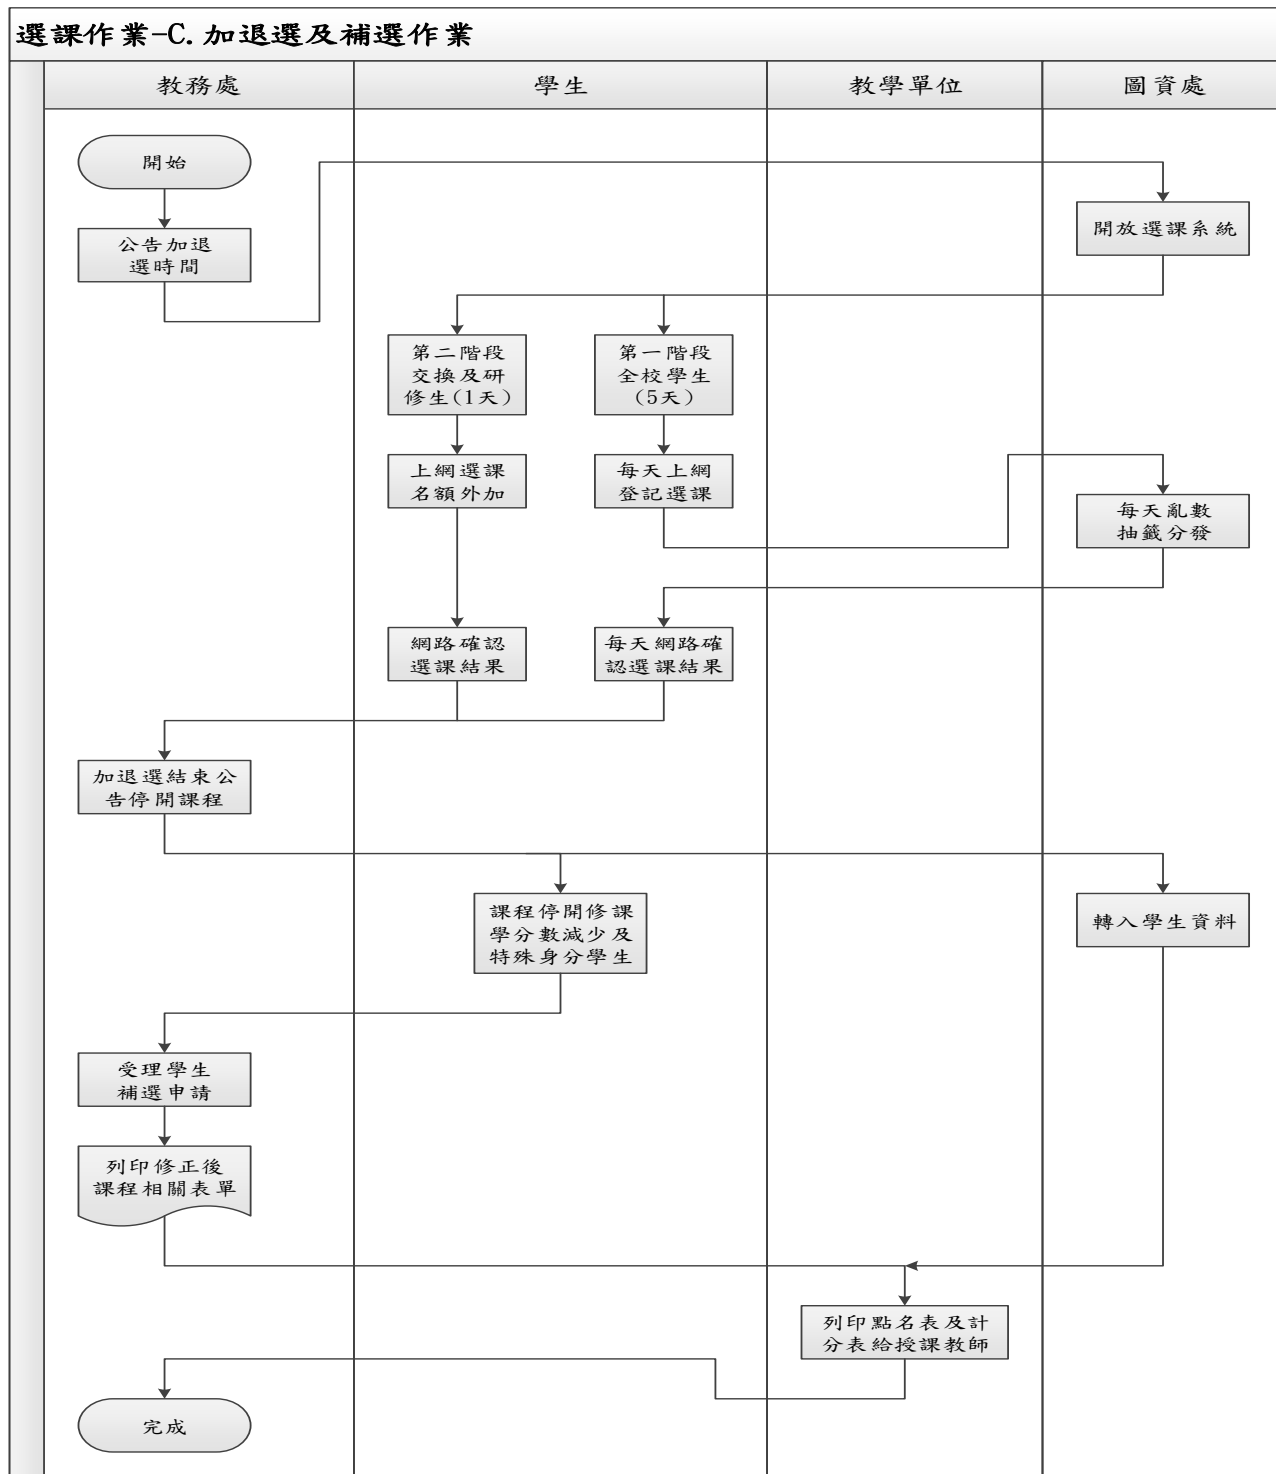 選課作業-C.加退選及補選作業
教務處
學生
教學單位
圖資處
開始
公告加退
選時間
開放選課系統
第二階段
交換及研
修生(1天)
第一階段
全校學生
(5天)
上網選課
名額外加
每天上網
登記選課
每天亂數
抽籤分發
網路確認
選課結果
每天網路確
認選課結果
加退選結束公
告停開課程
課程停開修課
學分數減少及
特殊身分學生
轉入學生資料
受理學生
補選申請
列印修正後
課程相關表單
列印點名表及計
分表給授課教師
完成